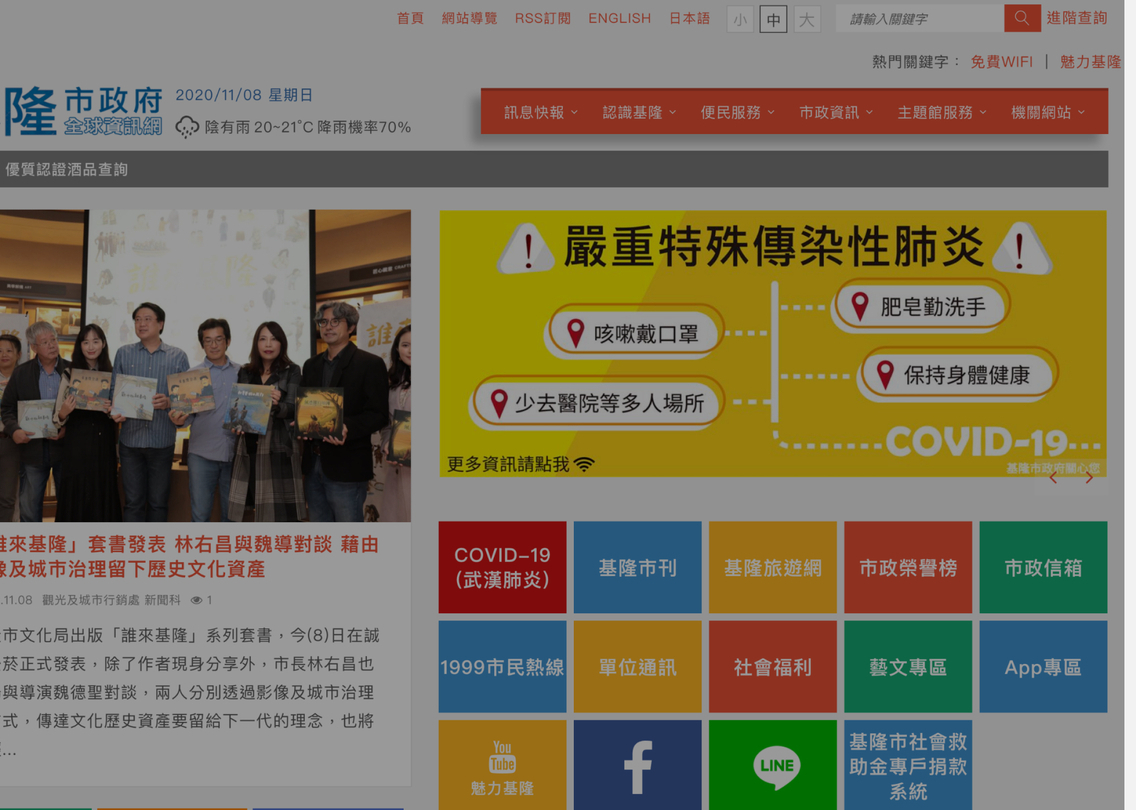 首頁 網站導覽 RSS訂閱 ENGLISH 日本語 小 中 大 請輸入關鍵字 進階查詢
熱門關鍵字： 免費WIFI | 魅力基隆
隆市政府
全球資訊網
2020/11/08 星期日
陰有雨 20~21°C 降雨機率70%
訊息快報 認識基隆 便民服務 市政資訊 主題館服務 機關網站
優質認證酒品查詢
誰
嚴重特殊傳染性肺炎
咳嗽戴口罩
肥皂勤洗手
少去醫院等多人場所
保持身體健康
COVID-19
更多資訊請點我
基隆市政府關心您
誰來基隆」套書發表 林右昌與魏導對談 藉由
像及城市治理留下歷史文化資產
.11.08 觀光及城市行銷處 新聞科 1
市文化局出版「誰來基隆」系列套書，今(8)日在誠
菸正式發表，除了作者現身分享外，市長林右昌也
與導演魏德聖對談，兩人分別透過影像及城市治理
式，傳達文化歷史資產要留給下一代的理念，也將
...
COVID-19
(武漢肺炎)
基隆市刊
基隆旅遊網
市政榮譽榜
市政信箱
1999市民熱線
單位通訊
社會福利
藝文專區
App專區
You
Tube
魅力基隆
f
LINE
基隆市社會救
助金專戶捐款
系統